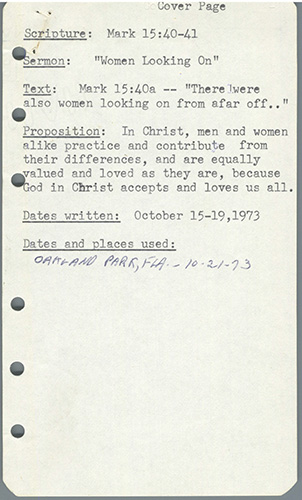 Cover Page
Scripture: Mark 15:40-41
Sermon: "Women Looking On"
Text: Mark 15:40a -- "There were
also women looking on from afar off.."
Proposition: In Christ, men and women
alike practice and contribute from
their differences, and are equally
valued and loved as they are, because
God in Christ accepts and loves us all.
Dates written: October 15-19,1973
Dates and places used:
OAKLAND PARK, FLA. - 10-21-73